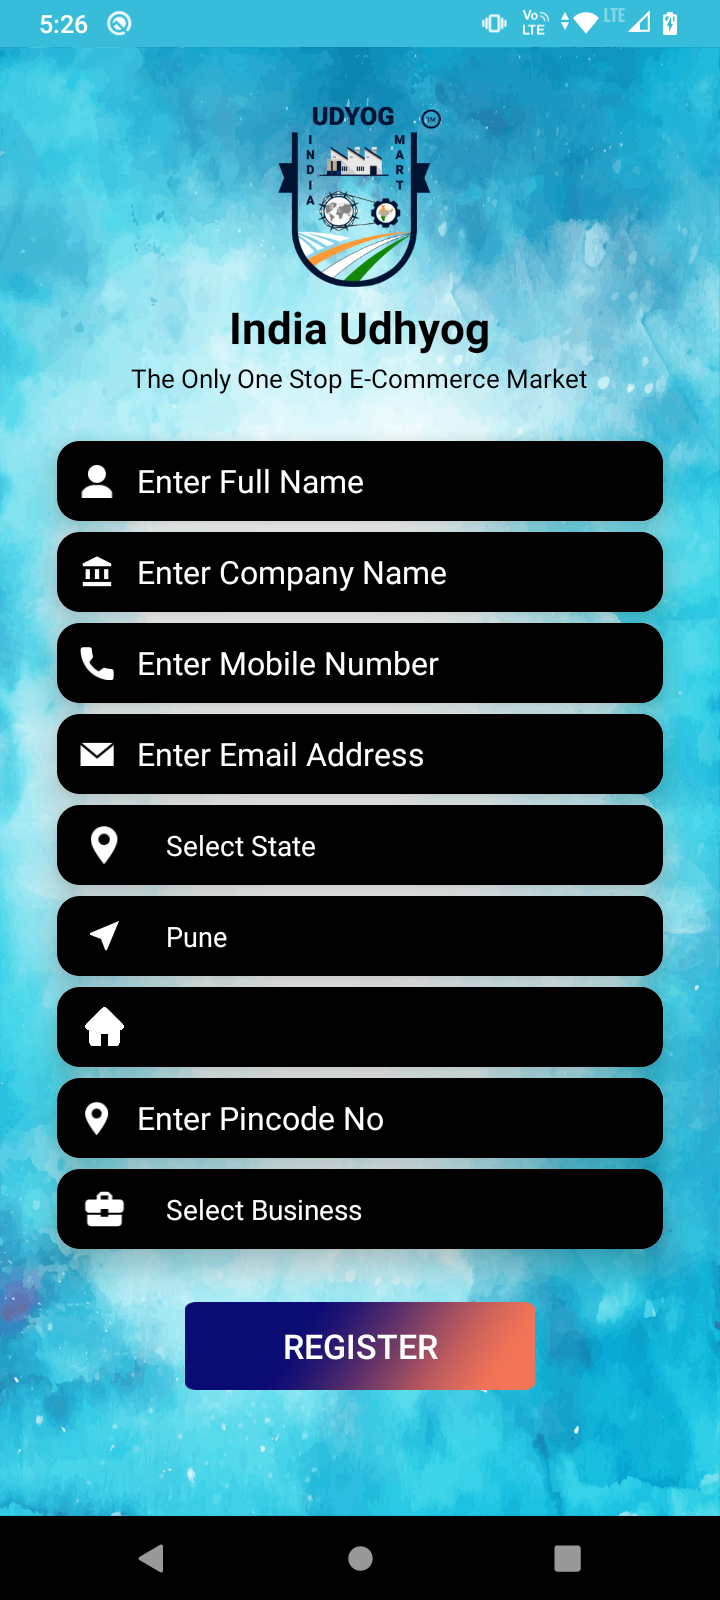 5:26
Vo
LTE
LTE
UDYOG
TM
INDIA
MART
India Udhyog
The Only One Stop E-Commerce Market
Enter Full Name
Enter Company Name
Enter Mobile Number
Enter Email Address
Select State
Pune
Enter Pincode No
Select Business
REGISTER